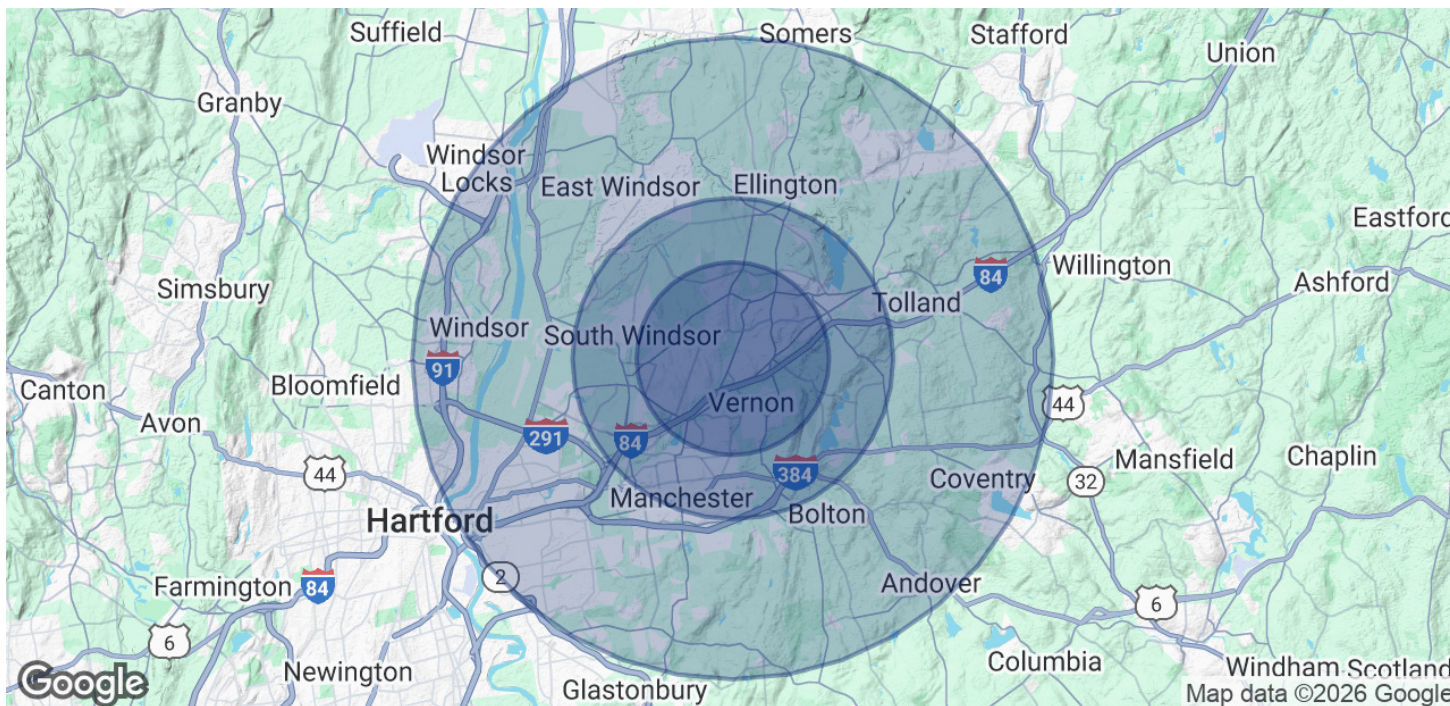 Suffield
Somers
Stafford
Union
Granby
Windsor
Locks
East Windsor
Ellington
Eastford
Willington
84
Ashford
Simsbury
Tolland
Windsor
South Windsor
91
Canton
Bloomfield
Vernon
44
Avon
291
84
Mansfield
Chaplin
44
384
Coventry
32
Manchester
Bolton
Hartford
2
Farmington
84
Andover
6
6
Newington
Columbia
Windham
Scotland
Glastonbury
Google
Map data ©2026 Google